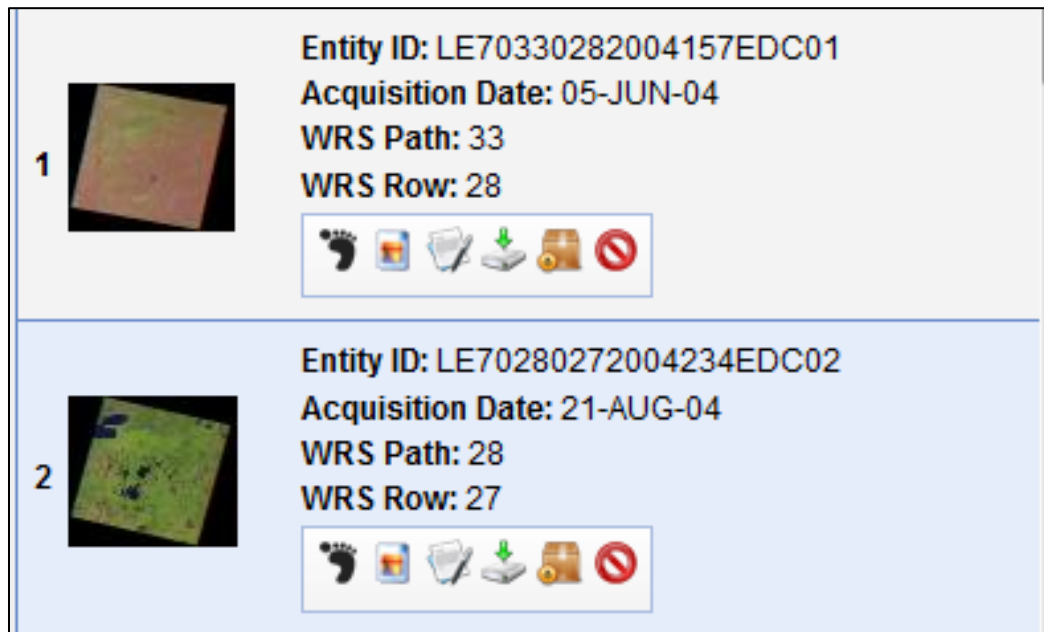 Entity ID: LE70330282004157EDC01
Acquisition Date: 05-JUN-04
WRS Path: 33
1
WRS Row: 28
Entity ID: LE70280272004234EDC02
Acquisition Date: 21-AUG-04
WRS Path: 28
2
WRS Row: 27